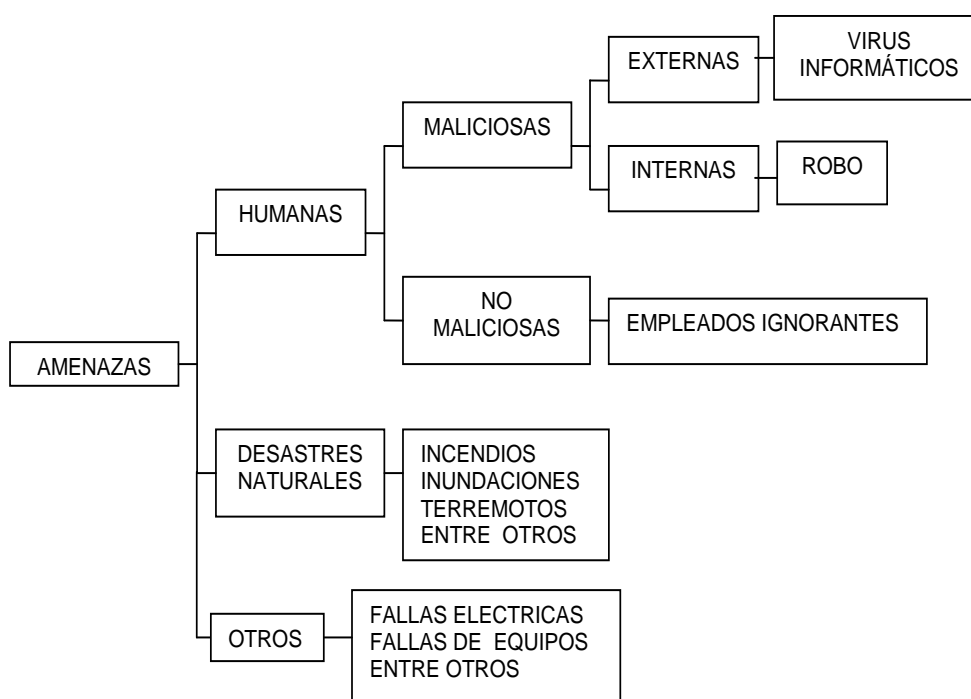 VIRUS
INFORMÁTICOS
EXTERNAS
MALICIOSAS
INTERNAS
ROBO
HUMANAS
NO
MALICIOSAS
EMPLEADOS IGNORANTES
AMENAZAS
DESASTRES
NATURALES
INCENDIOS
INUNDACIONES
TERREMOTOS
ENTRE OTROS
OTROS
FALLAS ELECTRICAS
FALLAS DE EQUIPOS
ENTRE OTROS